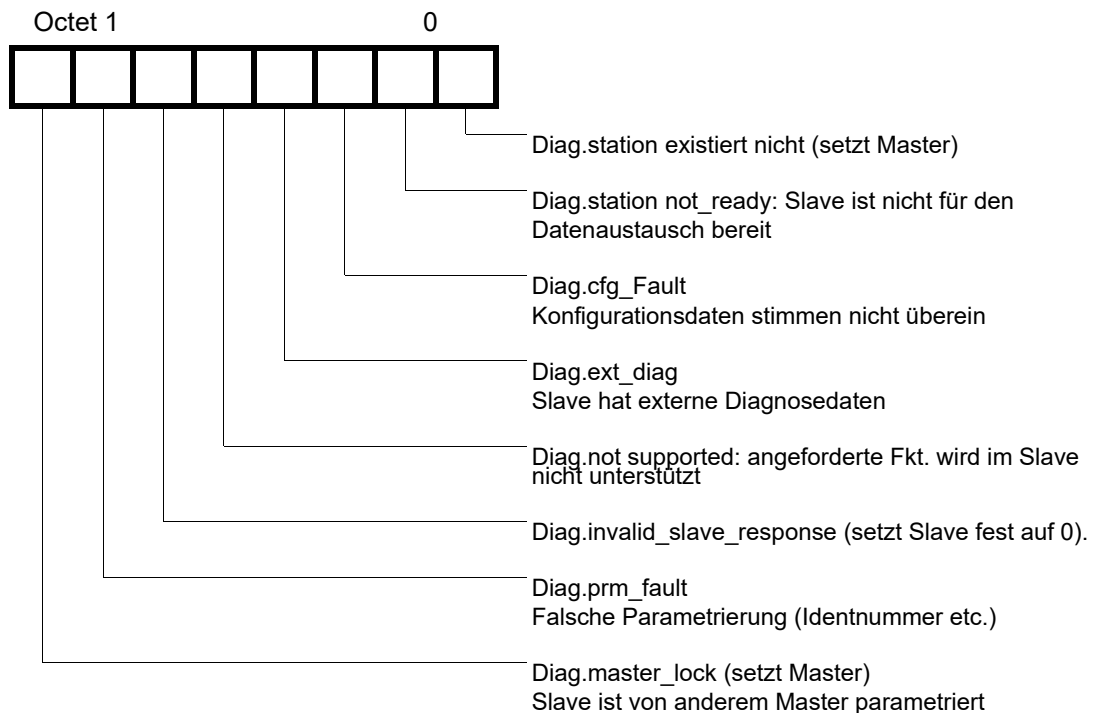 Octet 1 0
Diag.station existiert nicht (setzt Master)
Diag.station not_ready: Slave ist nicht für den
Datenaustausch bereit
Diag.cfg_Fault
Konfigurationsdaten stimmen nicht überein
Diag.ext_diag
Slave hat externe Diagnosedaten
Diag.not supported: angeforderte Fkt. wird im Slave
nicht unterstützt
Diag.invalid_slave_response (setzt Slave fest auf 0).
Diag.prm_fault
Falsche Parametrierung (Identnummer etc.)
Diag.master_lock (setzt Master)
Slave ist von anderem Master parametriert